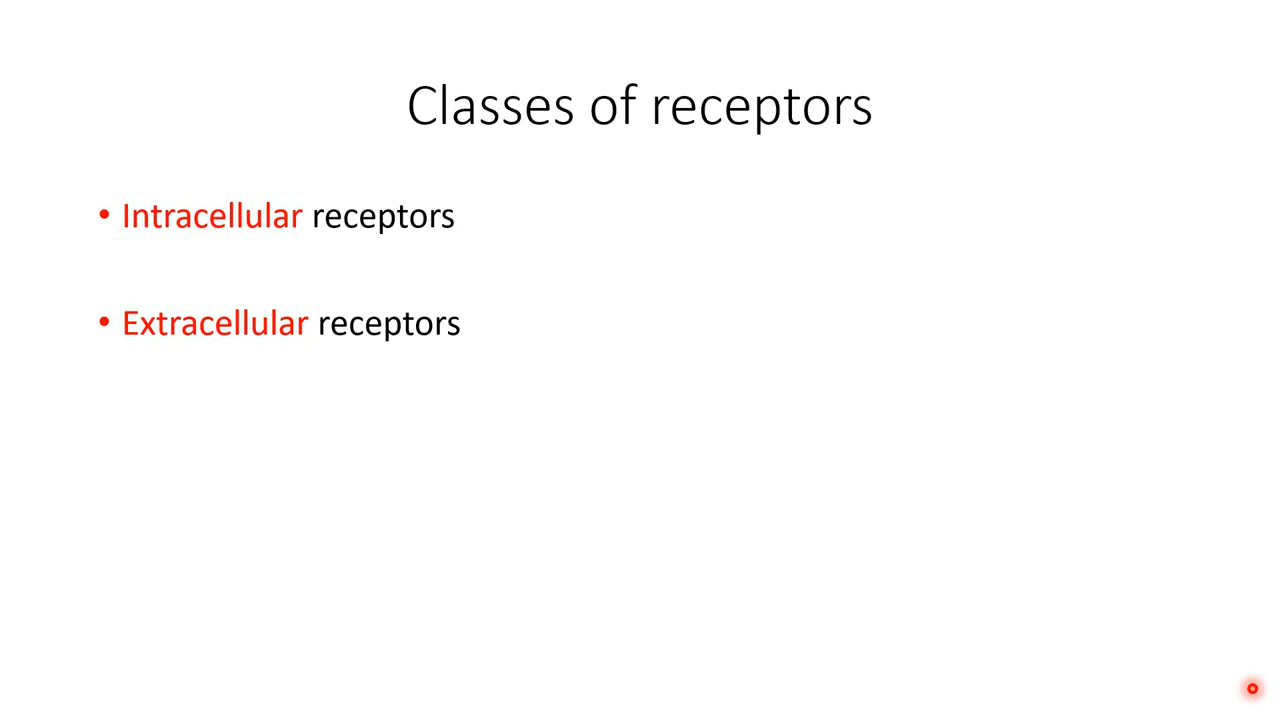 Classes of receptors
• Intracellular receptors
• Extracellular receptors